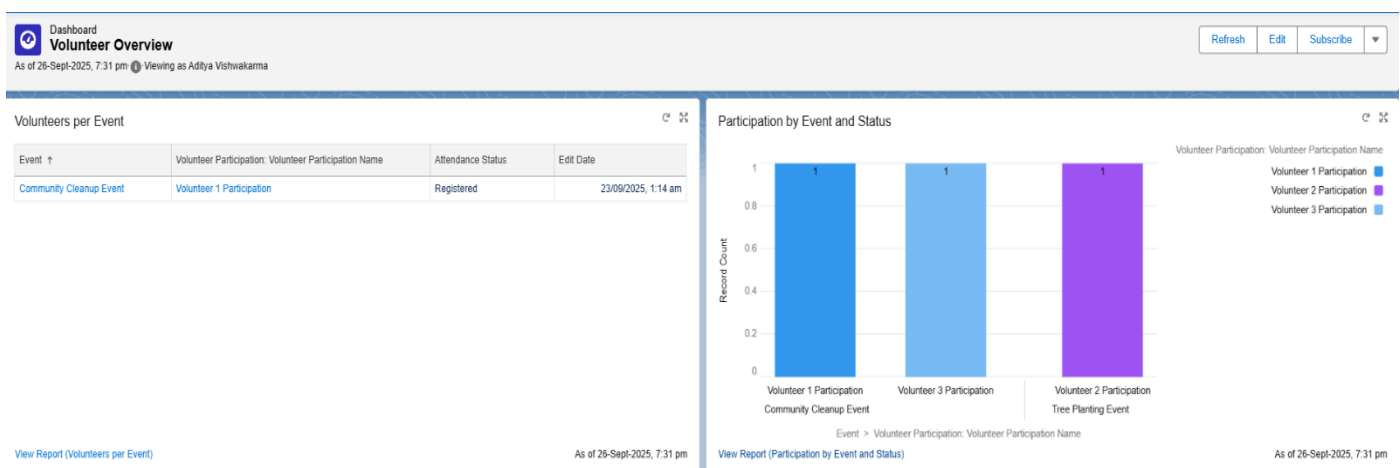 Dashboard
Volunteer Overview
As of 26-Sept-2025, 7:31 pm Viewing as Aditya Vishwakarma
Refresh Edit Subscribe
Volunteers per Event
Event ↑ Volunteer Participation: Volunteer Participation Name Attendance Status Edit Date
Community Cleanup Event Volunteer 1 Participation Registered 23/09/2025, 1:14 am
View Report (Volunteers per Event) As of 26-Sept-2025, 7:31 pm
Participation by Event and Status
Volunteer Participation: Volunteer Participation Name
Volunteer 1 Participation
Volunteer 2 Participation
Volunteer 3 Participation
Record Count
1
0.8
0.6
0.4
0.2
0
1 1 1
Volunteer 1 Participation Volunteer 3 Participation Volunteer 2 Participation
Community Cleanup Event Tree Planting Event
Event > Volunteer Participation: Volunteer Participation Name
View Report (Participation by Event and Status) As of 26-Sept-2025, 7:31 pm